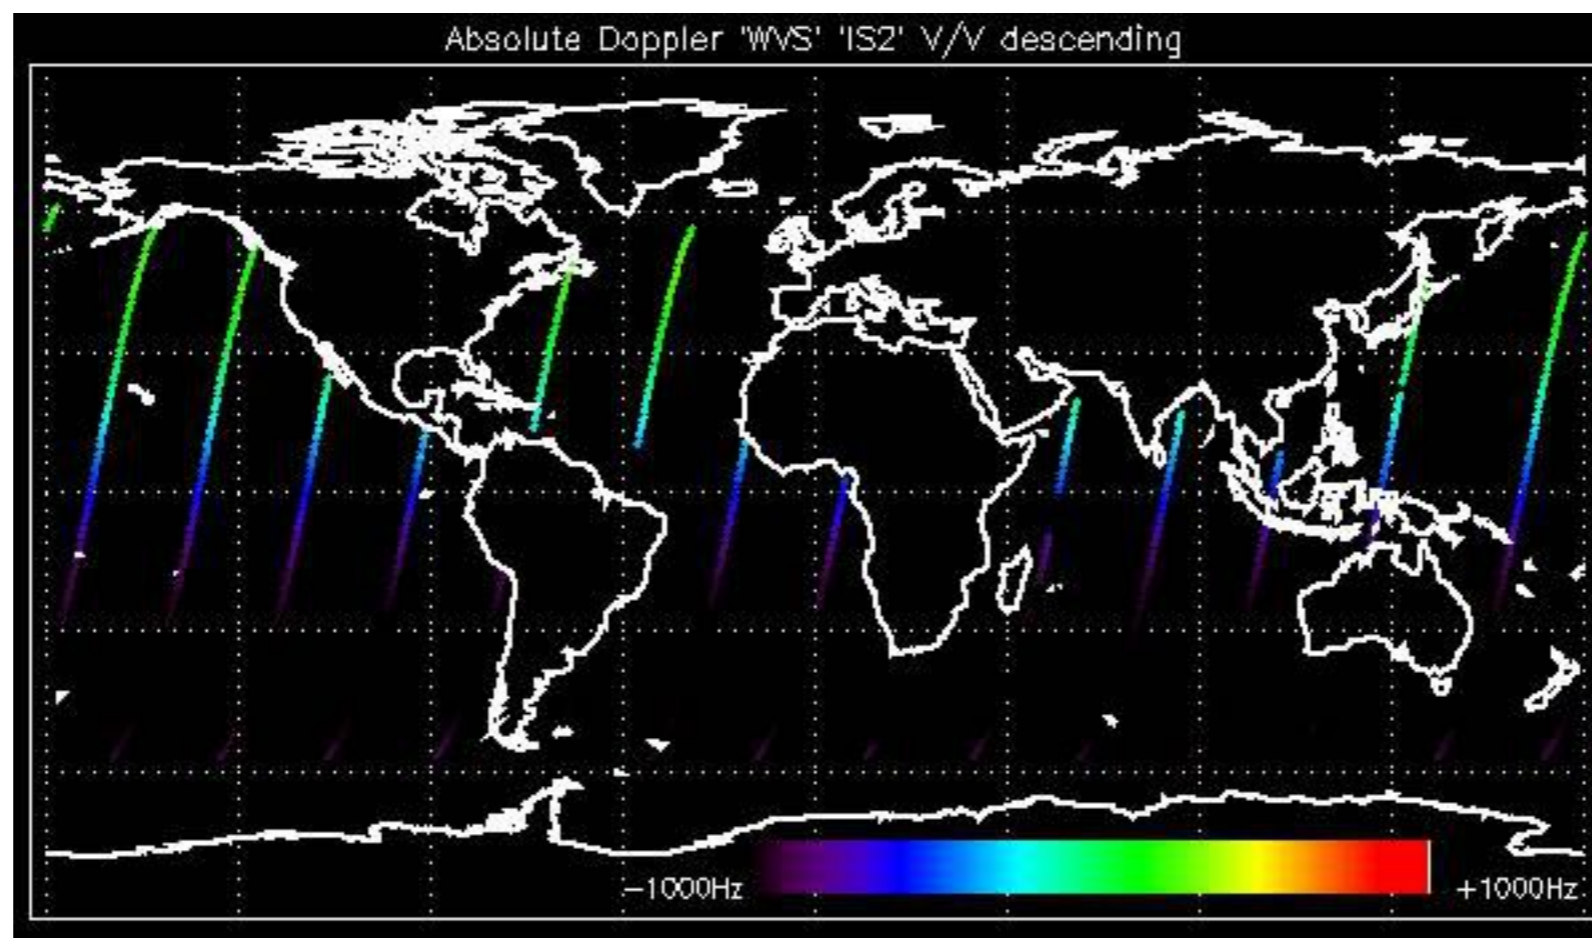 Absolute Doppler 'WVS' 'IS2' V/V descending
-1000Hz +1000Hz